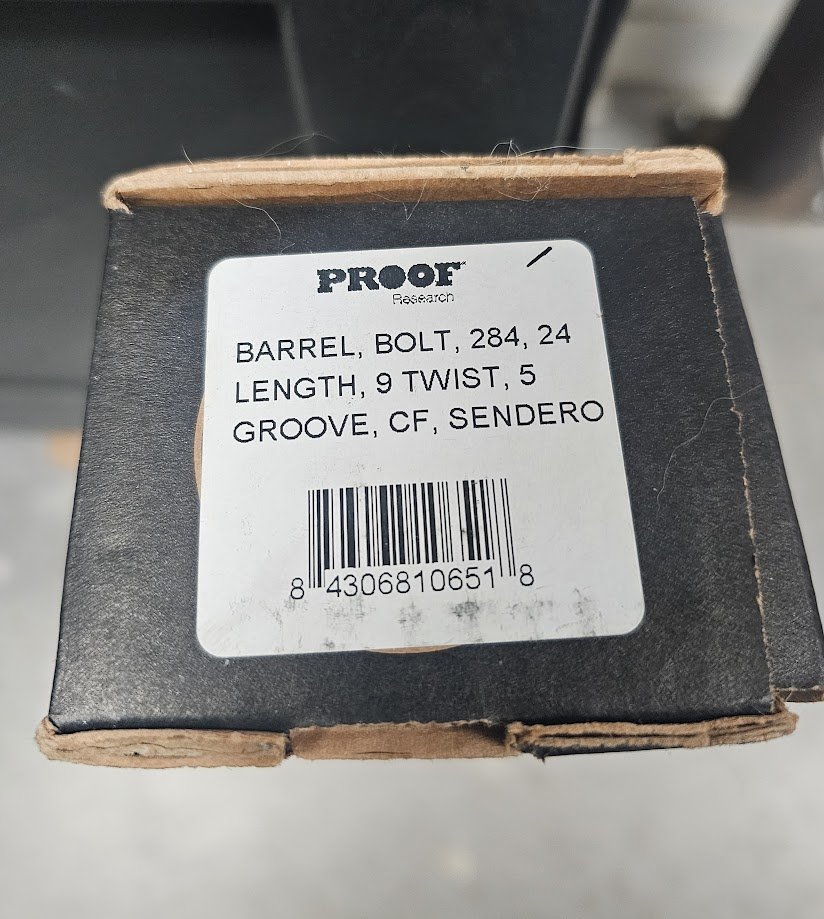 PROOF
Research
BARREL, BOLT, 284, 24
LENGTH, 9 TWIST, 5
GROOVE, CF, SENDERO
8 4306810651 8